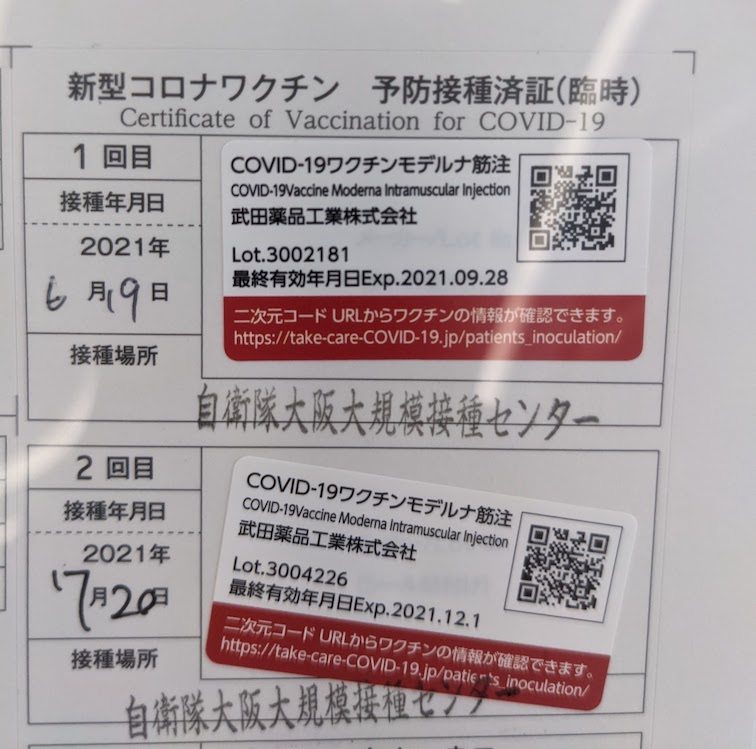 新型コロナワクチン　予防接種済証(臨時)
Certificate of Vaccination for COVID-19
1 回目
接種年月日
2021年
6月19日
接種場所
COVID-19ワクチンモデルナ筋注
COVID-19Vaccine Moderna Intramuscular Injection
武田薬品工業株式会社
Lot.3002181
最終有効年月日Exp.2021.09.28
二次元コード URLからワクチンの情報が確認できます。
https://take-care-COVID-19.jp/patients_inoculation/
自衛隊大阪大規模接種センター
2 回目
接種年月日
2021年
7月20日
接種場所
COVID-19ワクチンモデルナ筋注
COVID-19Vaccine Moderna Intramuscular Injection
武田薬品工業株式会社
Lot.3004226
最終有効年月日Exp.2021.12.1
二次元コード URLからワクチンの情報が確認できます。
https://take-care-COVID-19.jp/patients_inoculation/
自衛隊大阪大規模接種センター